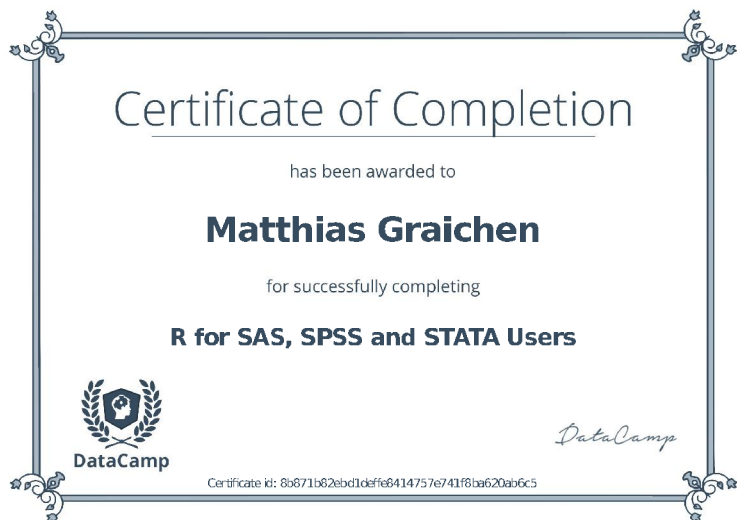 Certificate of Completion
has been awarded to
Matthias Graichen
for successfully completing
R for SAS, SPSS and STATA Users
DataCamp
DataCamp
Certificate id: 8b871b82ebd1deffe8414757e741f8ba620ab6c5